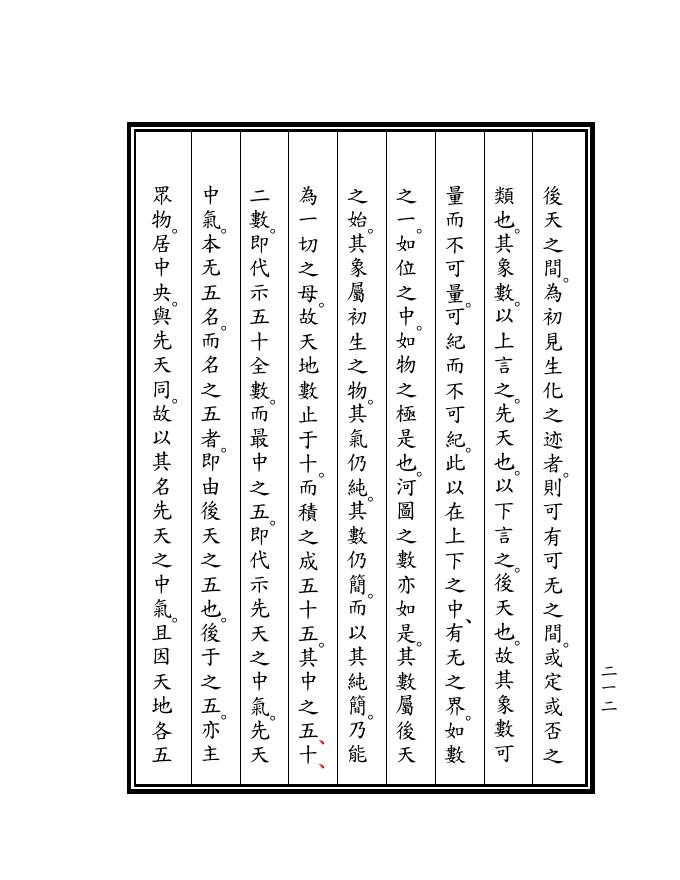 後天之間。為初見生化之迹者。則可有可无之間。或定或否之
類也。其象數。以上言之。先天也。以下言之。後天也。故其象數可
量而不可量。可紀而不可紀。此以在上下之中、有无之界。如數
之一。如位之中。如物之極是也。河圖之數亦如是。其數屬後天
之始。其象屬初生之物。其氣仍純。其數仍簡。而以其純簡。乃能
為一切之母。故天地數止于十。而積之成五十五。其中之五、十、
二數。即代示五十全數。而最中之五。即代示先天之中氣。先天
中氣。本无五名。而名之五者。即由後天之五也。後于之五。亦主
眾物。居中央。與先天同。故以其名先天之中氣。且因天地各五
二一二